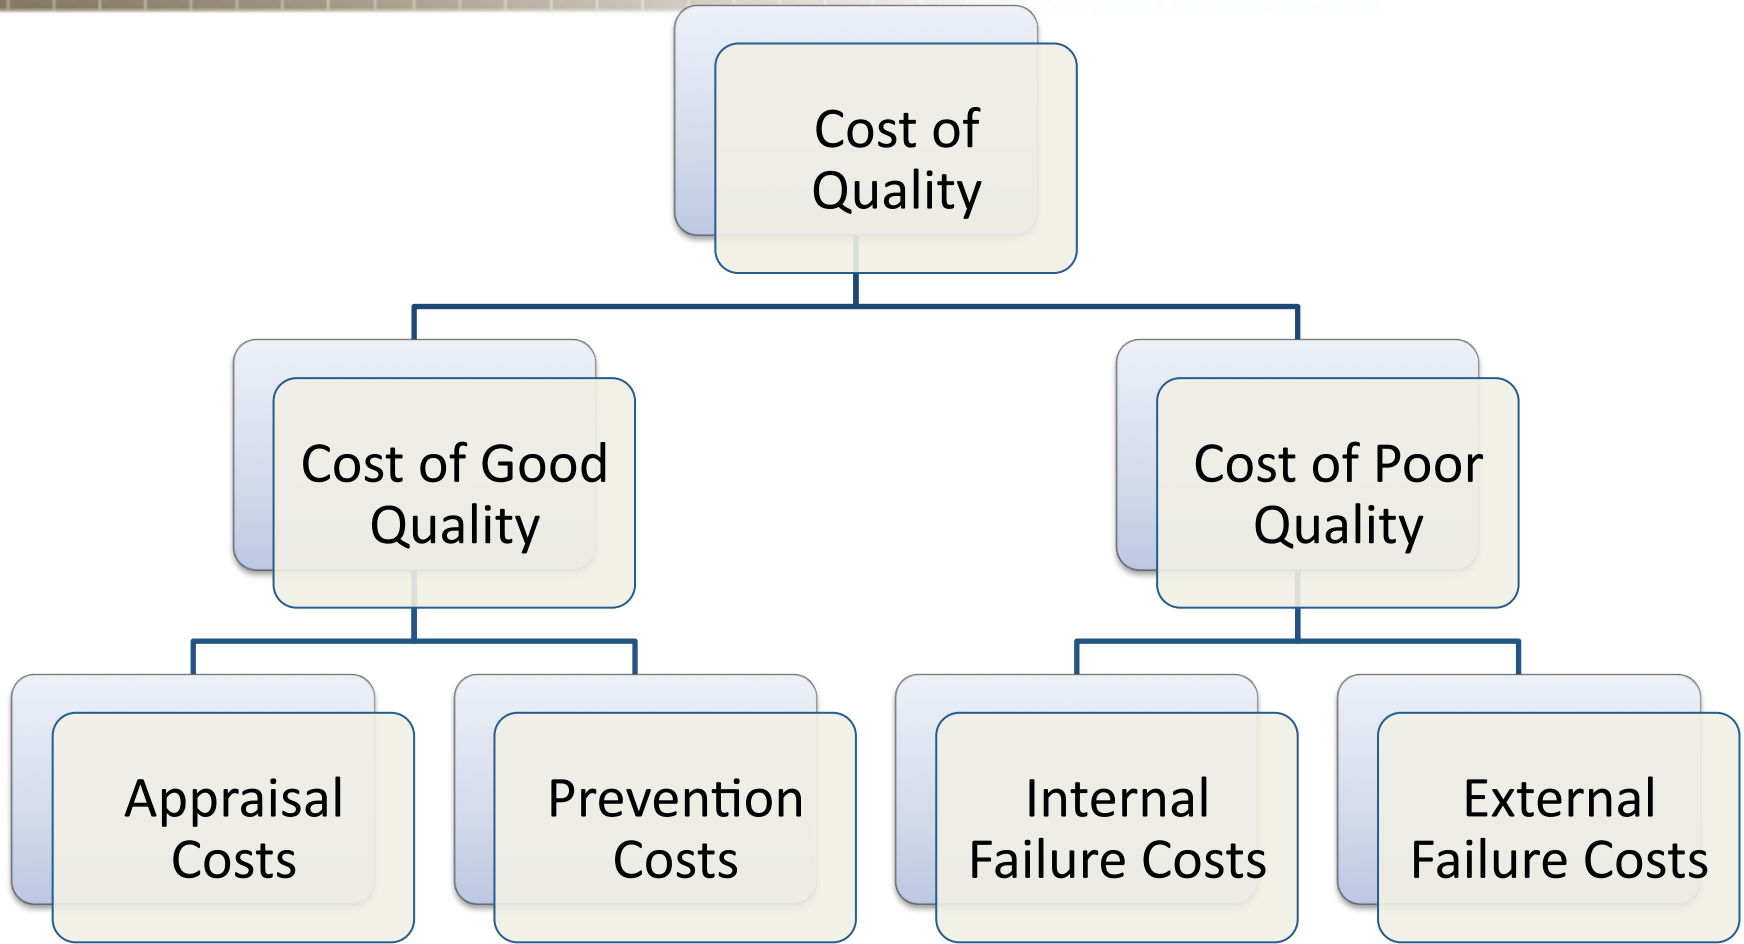 Cost of
Quality
Cost of Good
Quality
Cost of Poor
Quality
Appraisal
Costs
Prevention
Costs
Internal
Failure Costs
External
Failure Costs